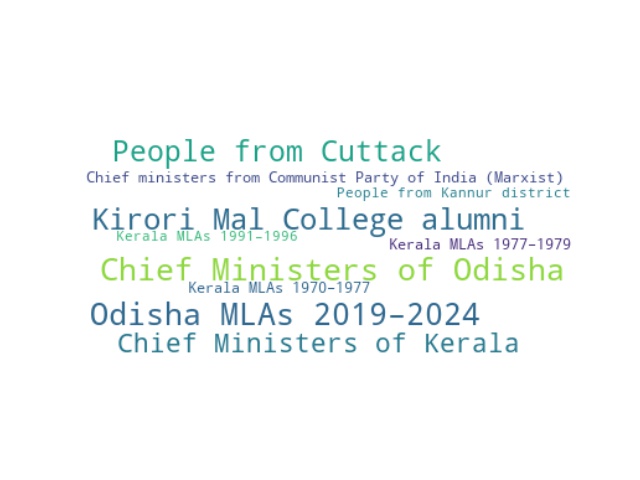 People from Cuttack
Chief ministers from Communist Party of India (Marxist)
People from Kannur district
Kirori Mal College alumni
Kerala MLAs 1991–1996
Kerala MLAs 1977–1979
Chief Ministers of Odisha
Kerala MLAs 1970–1977
Odisha MLAs 2019–2024
Chief Ministers of Kerala